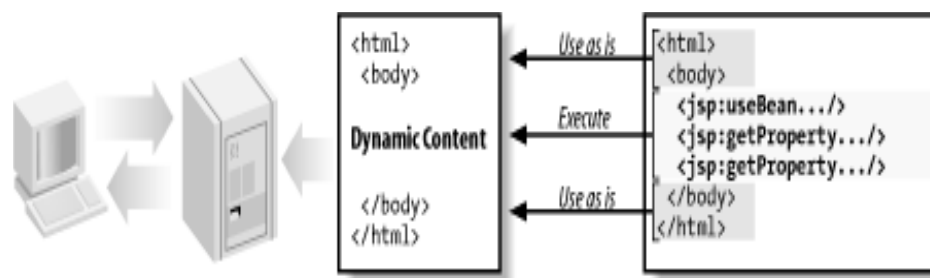 <html>
<body>
Dynamic Content
</body>
</html>
Use as is
Execute
Use as is
<html>
<body>
<jsp:useBean.../>
<jsp:getProperty.../>
<jsp:getProperty.../>
</body>
</html>